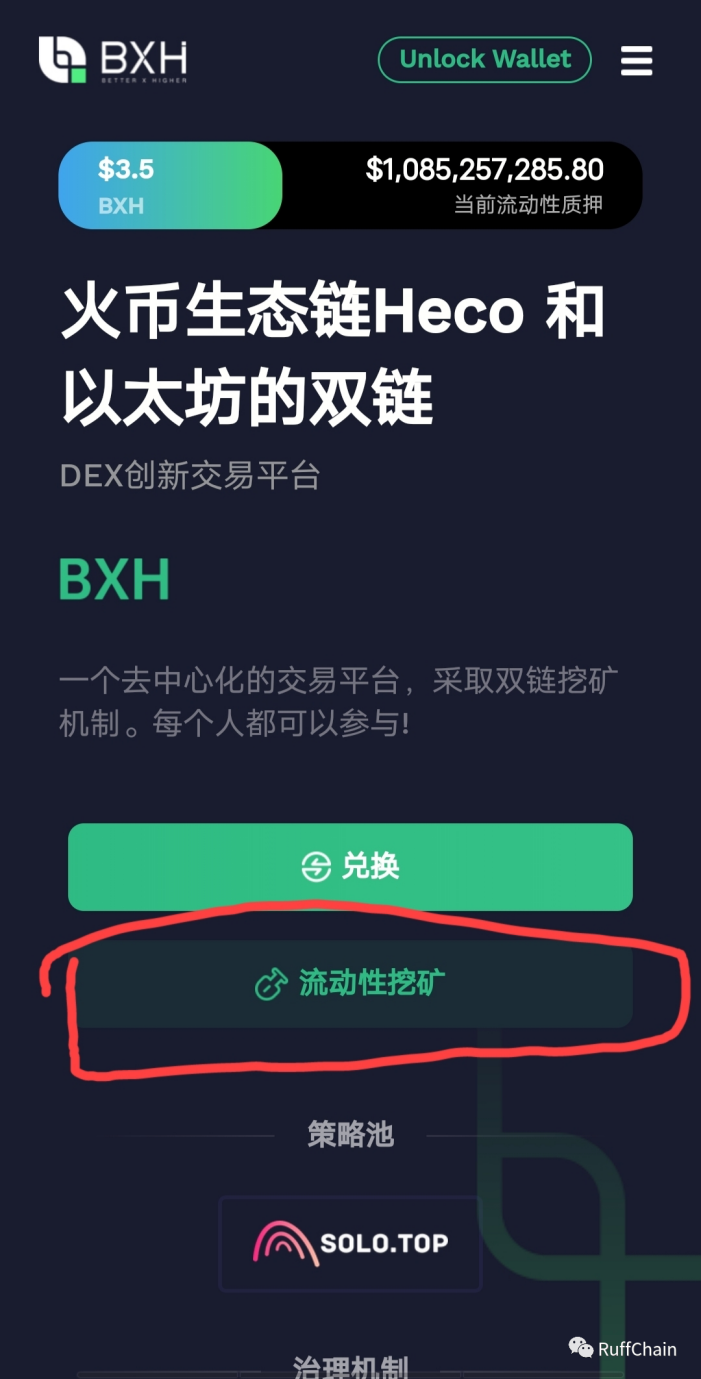 BXH
BETTER X HIGHER
Unlock Wallet
$3.5
BXH
$1,085,257,285.80
当前流动性质押
火币生态链Heco 和
以太坊的双链
DEX创新交易平台
BXH
一个去中心化的交易平台，采取双链挖矿
机制。每个人都可以参与!
兑换
流动性挖矿
策略池
SOLO.TOP
治理机制
RuffChain